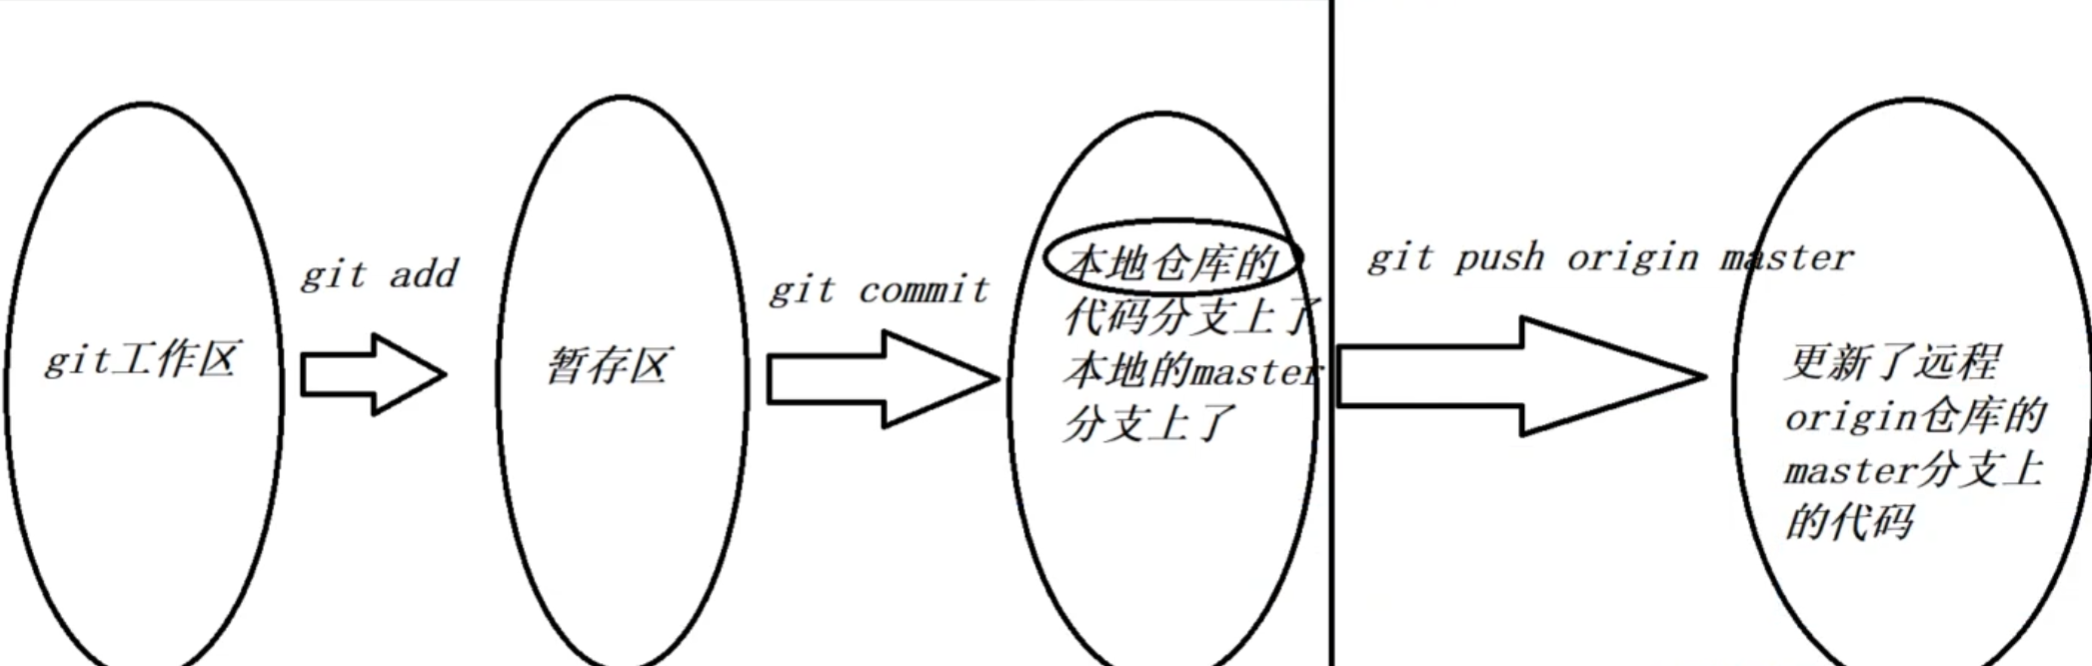 git工作区
git add
暂存区
git commit
本地仓库的
代码分支上了
本地的master
分支上了
git push origin master
更新了远程
origin仓库的
master分支上
的代码